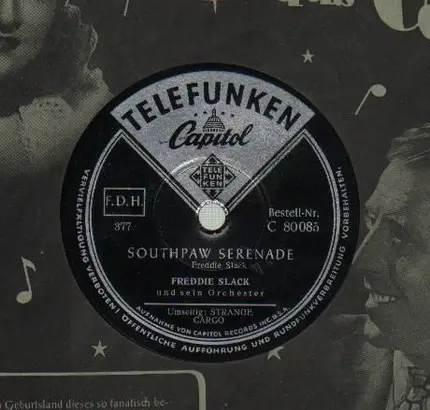 TELEFUNKEN
Capitol
TELE
FUN
KEN
F.D.H.
377
Bestell-Nr.
C 80085
SOUTHPAW SERENADE
Freddie Slack
FREDDIE SLACK
und sein Orchester
Umseitig: STRANGE
CARGO
AUFNAHME VON CAPITOL RECORDS INC. U.S.A.
VERVIELFÄLTIGUNG VERBOTEN! ÖFFENTLICHE AUFFÜHRUNG UND RUNDFUNKVERBREITUNG VORBEHALTEN.
Geburtsland dieses so fanatisch be-